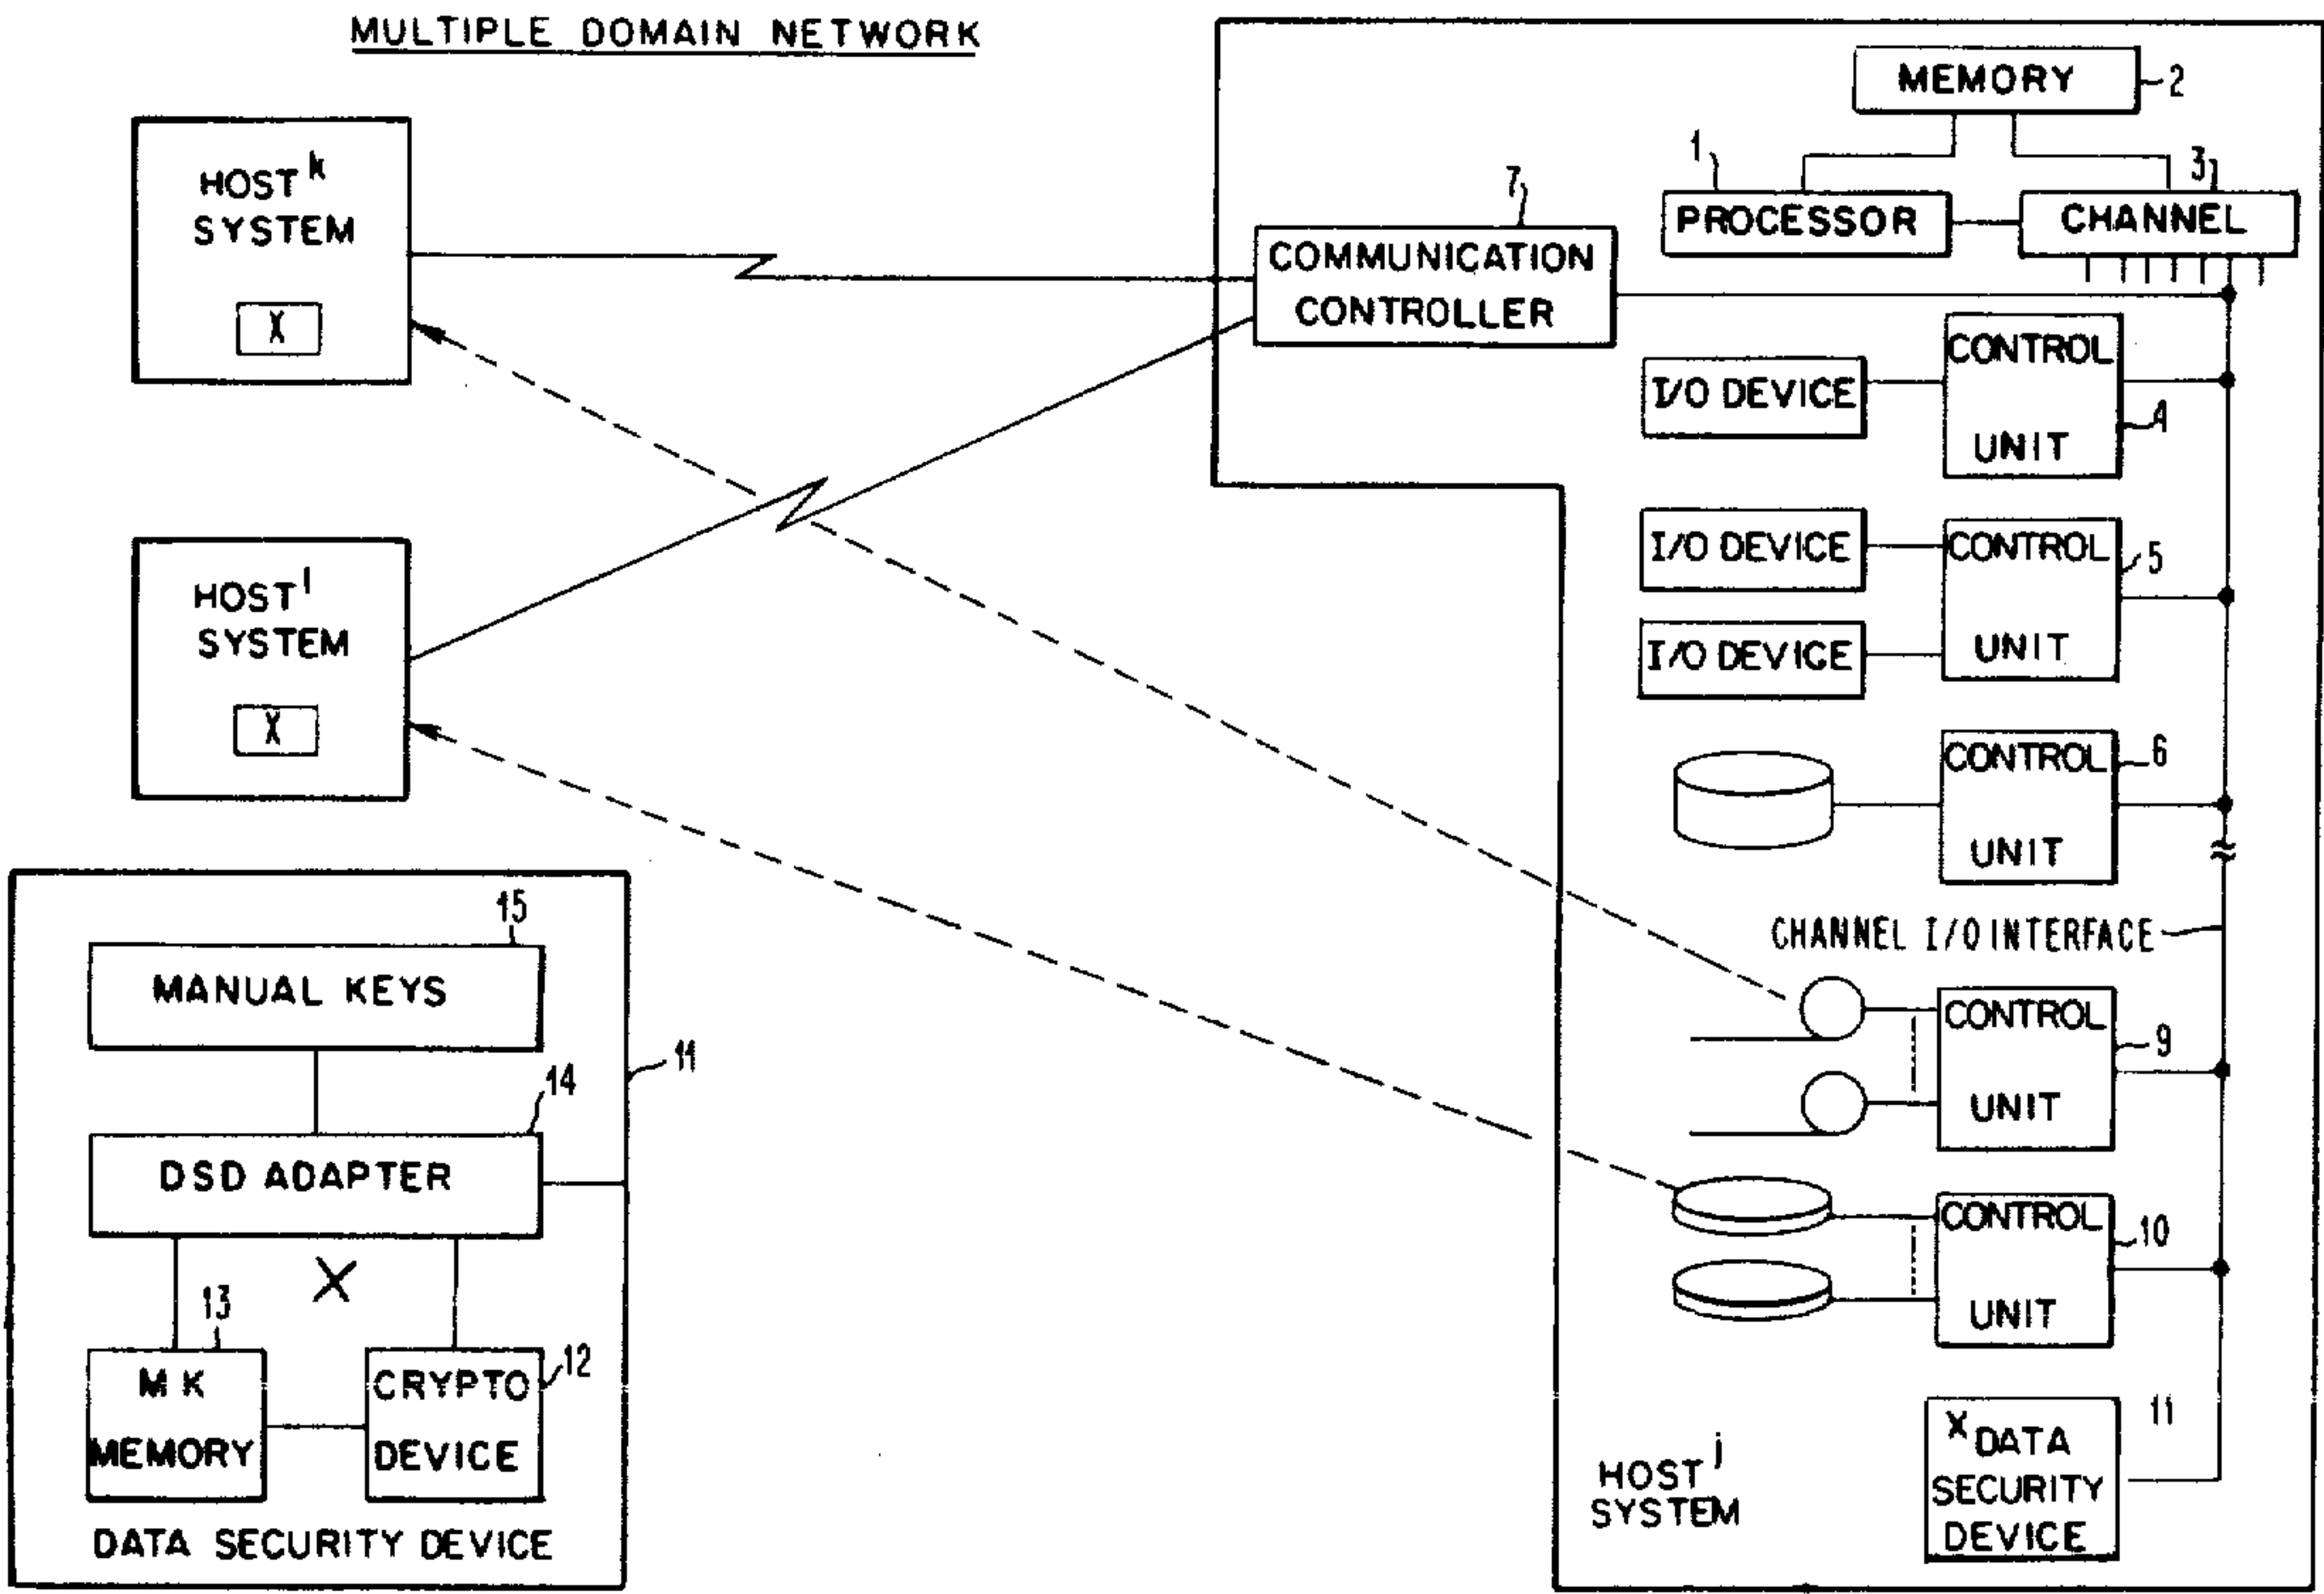 MULTIPLE DOMAIN NETWORK
HOST k
SYSTEM
X
HOST l
SYSTEM
X
15
MANUAL KEYS
11
14
DSD ADAPTER
X
13
MK
MEMORY
12
CRYPTO
DEVICE
DATA SECURITY DEVICE
MEMORY
2
1
PROCESSOR
3
CHANNEL
7
COMMUNICATION
CONTROLLER
I/O DEVICE
CONTROL
UNIT
4
I/O DEVICE
I/O DEVICE
CONTROL
UNIT
5
CONTROL
UNIT
6
CHANNEL I/O INTERFACE
CONTROL
UNIT
9
CONTROL
UNIT
10
HOST j
SYSTEM
X DATA
SECURITY
DEVICE
11